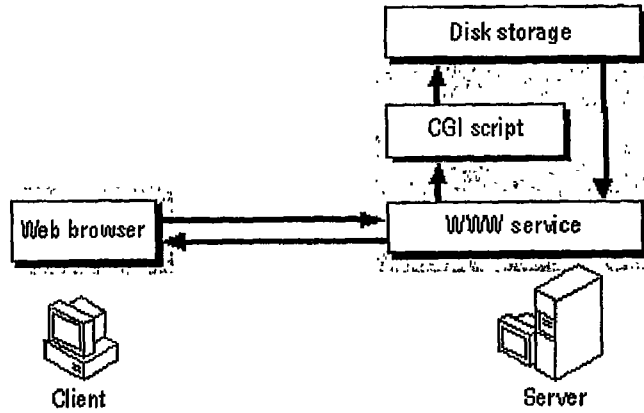 Disk storage
CGI script
Web browser
WWW service
Client
Server